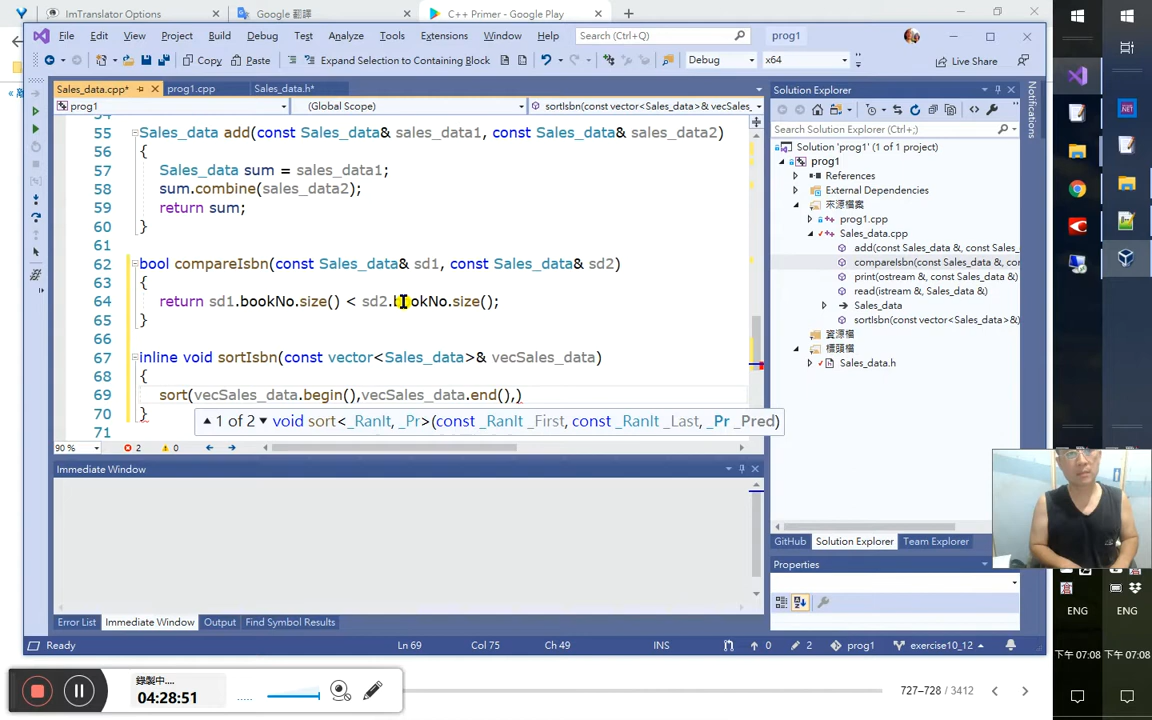 ImTranslator Options
Google 翻譯
C++ Primer - Google Play
File Edit View Project Build Debug Test
Analyze Tools Extensions Window Help
Search (Ctrl+Q)
prog1
Copy Paste
Expand Selection to Containing Block
Debug
x64
Live Share
Sales_data.cpp*
prog1.cpp
Sales_data.h*
prog1
(Global Scope)
sortIsbn(const vector<Sales_data>& vecSales_
55 Sales_data add(const Sales_data& sales_data1, const Sales_data& sales_data2)
56 {
57 Sales_data sum = sales_data1;
58 sum.combine(sales_data2);
59 return sum;
60 }
61
62 bool compareIsbn(const Sales_data& sd1, const Sales_data& sd2)
63 {
64 return sd1.bookNo.size() < sd2.bookNo.size();
65 }
66
67 inline void sortIsbn(const vector<Sales_data>& vecSales_data)
68 {
69 sort(vecSales_data.begin(),vecSales_data.end(),)
70 }
1 of 2 void sort<_RanIt, _Pr>(const _RanIt _First, const _RanIt _Last, _Pr _Pred)
71
90 %
2
0
Immediate Window
Error List Immediate Window Output Find Symbol Results
Solution Explorer
Search Solution Explorer (Ctrl+;)
Solution 'prog1' (1 of 1 project)
prog1
References
External Dependencies
來源檔案
prog1.cpp
Sales_data.cpp
add(const Sales_data &, const S
compareIsbn(const Sales_data &, co
print(ostream &, const Sales_data &)
read(istream &, Sales_data &)
Sales_data
sortIsbn(const vector<Sales_data> &)
資源檔
標頭檔
Sales_data.h
GitHub Solution Explorer Team Explorer
Properties
Notifications
Ready
Ln 69
Col 75
Ch 49
INS
0
2
prog1
exercise10_12
ENG
ENG
下午 07:08
下午 07:08
錄製中....
04:28:51
727–728 / 3412